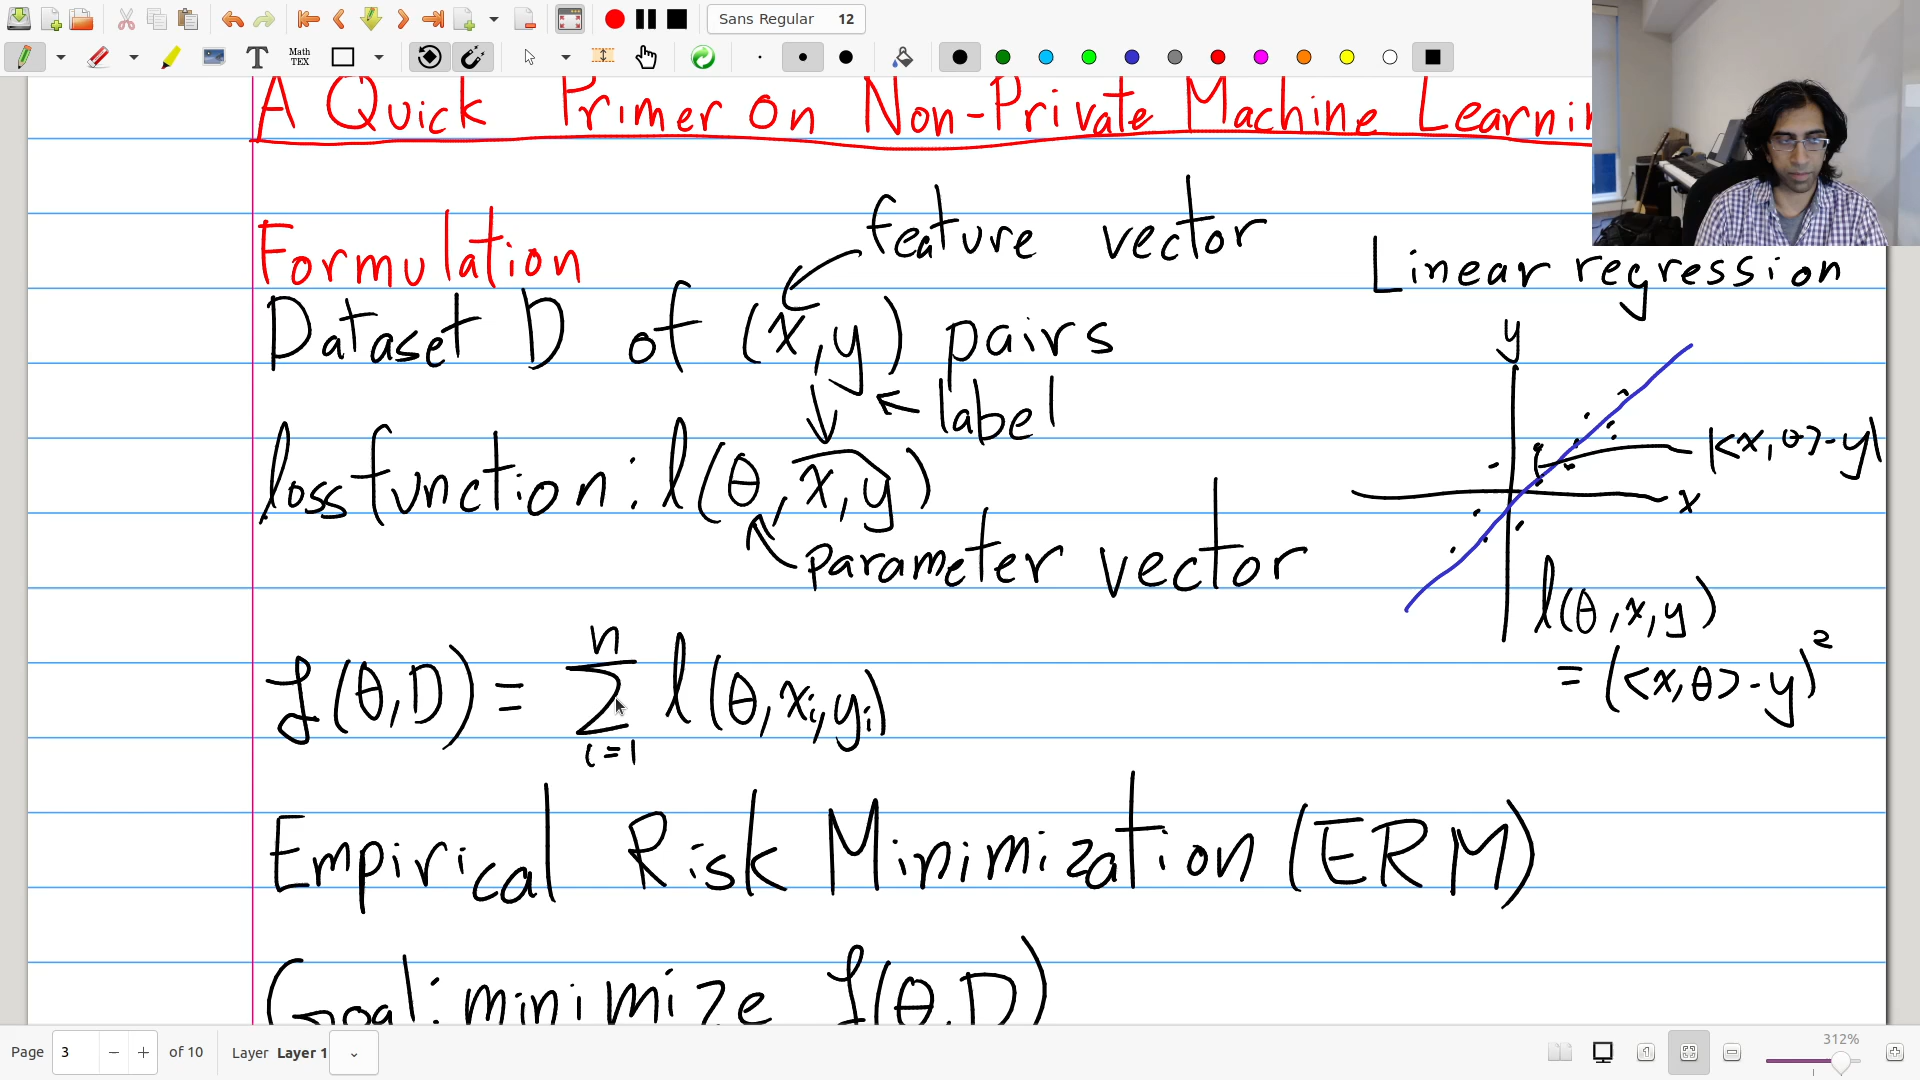 Sans Regular 12
Math
TEX
A Quick Primer On Non-Private Machine Learnin
Formulation
feature vector
Dataset D of (x,y) pairs
label
loss function: l(θ,x,y)
parameter vector
L(θ,D) = Σ l(θ,xi,yi)
n
i=1
Empirical Risk Minimization (ERM)
Goal: minimize L(θ,D)
Linear regression
y
|<x,θ>-y|
x
l(θ,x,y)
= (<x,θ>-y)²
Page 3 of 10 Layer Layer 1
312%